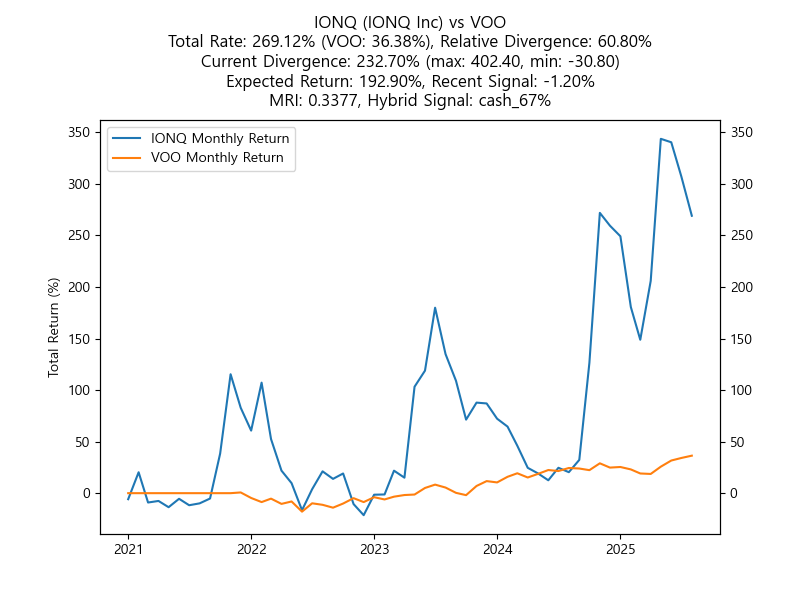 IONQ (IONQ Inc) vs VOO
Total Rate: 269.12% (VOO: 36.38%), Relative Divergence: 60.80%
Current Divergence: 232.70% (max: 402.40, min: -30.80)
Expected Return: 192.90%, Recent Signal: -1.20%
MRI: 0.3377, Hybrid Signal: cash_67%
IONQ Monthly Return
VOO Monthly Return
Total Return (%)
350
300
250
200
150
100
50
0
350
300
250
200
150
100
50
0
2021
2022
2023
2024
2025